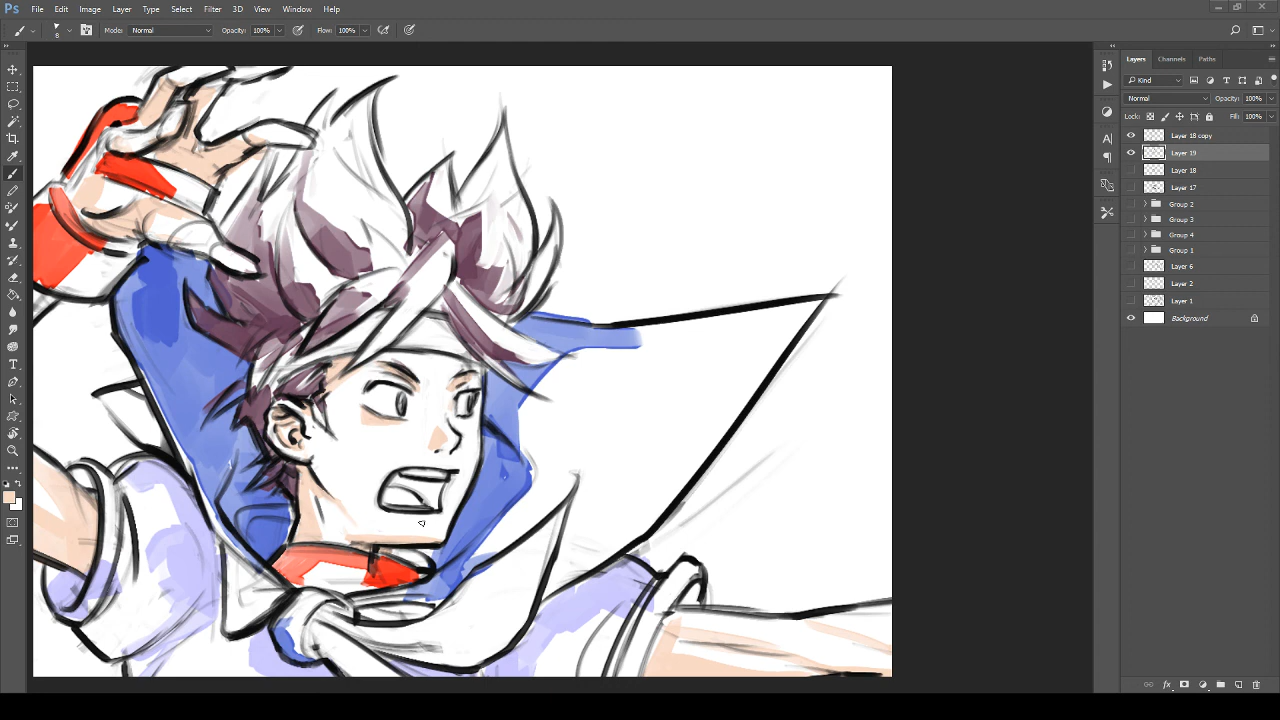 Ps File Edit Image Layer Type Select Filter 3D View Window Help
8 Mode: Normal Opacity: 100% Flow: 100%
Layers Channels Paths
Kind
Normal Opacity: 100%
Lock: Fill: 100%
Layer 18 copy
Layer 19
Layer 18
Layer 17
Group 2
Group 3
Group 4
Group 1
Layer 6
Layer 2
Layer 1
Background
fx